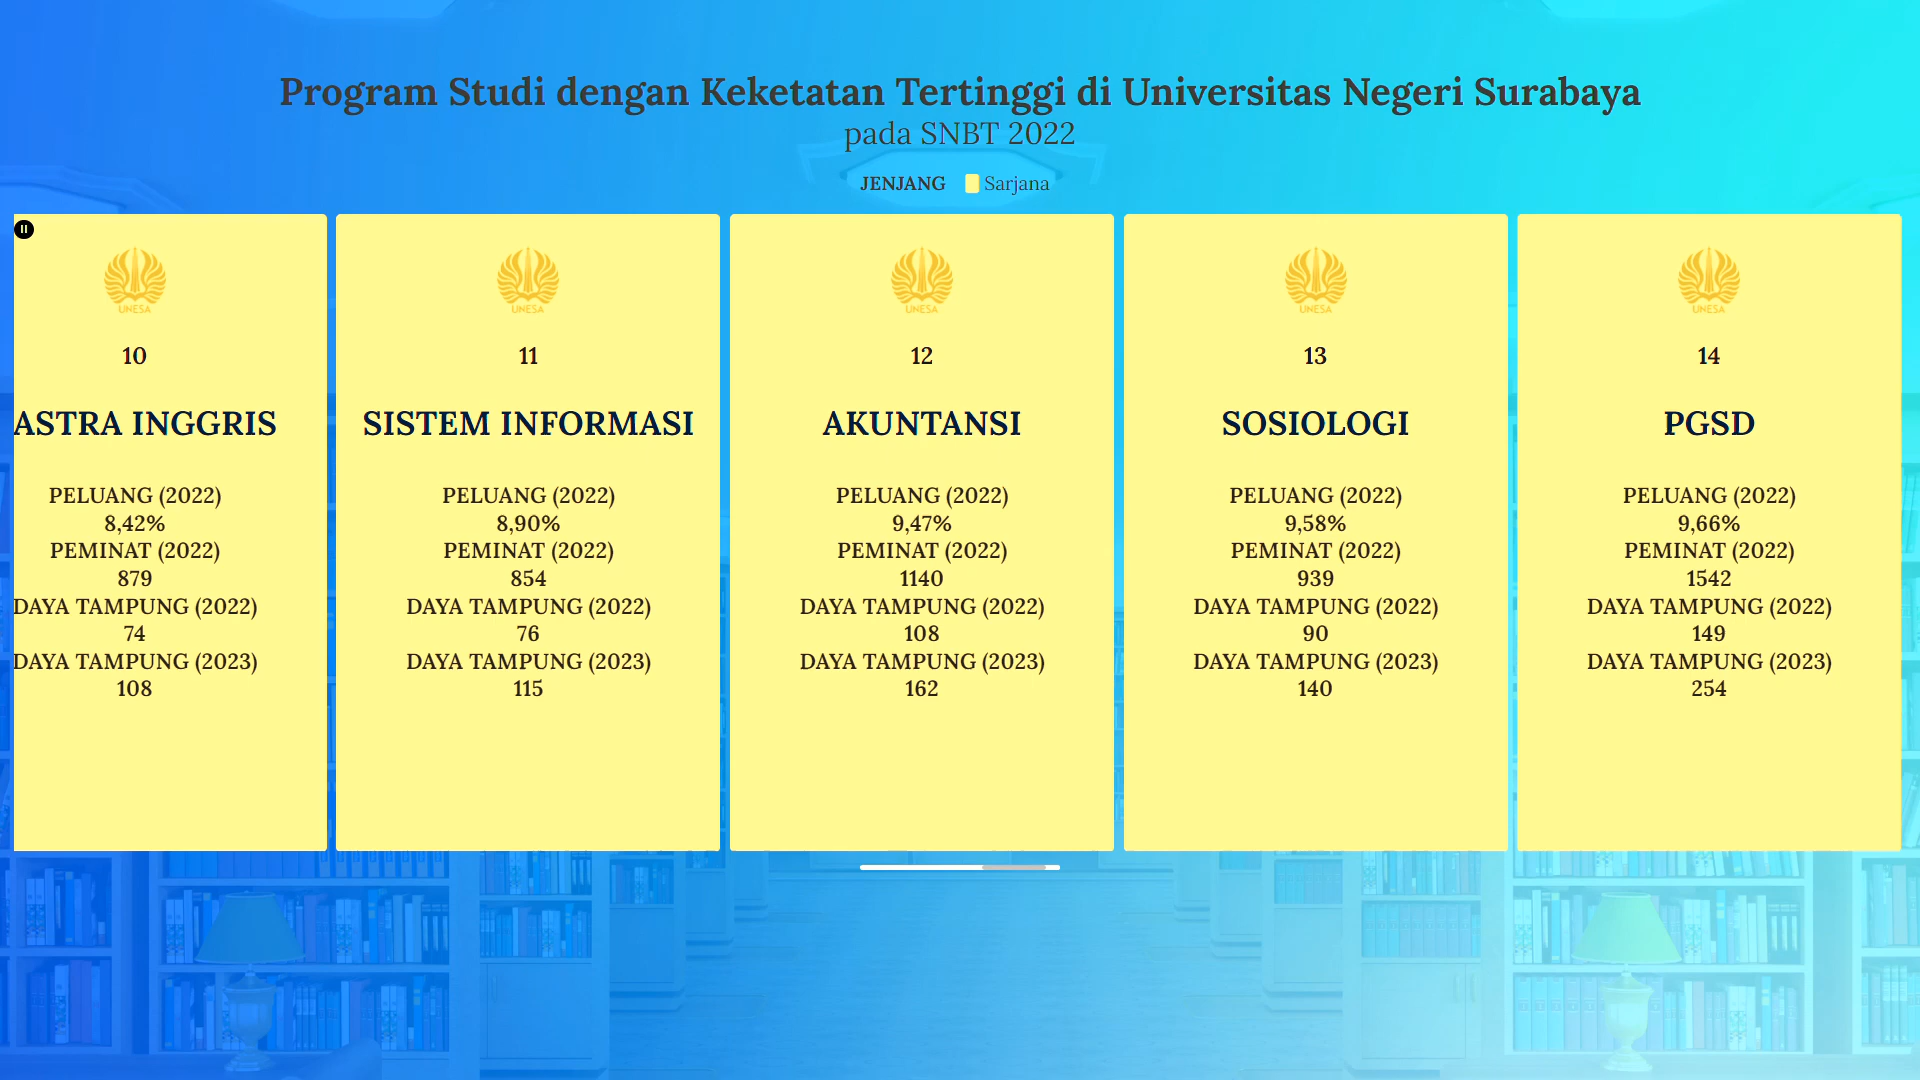 Program Studi dengan Keketatan Tertinggi di Universitas Negeri Surabaya
pada SNBT 2022
JENJANG Sarjana
UNESA
10
ASTRA INGGRIS
PELUANG (2022)
8,42%
PEMINAT (2022)
879
DAYA TAMPUNG (2022)
74
DAYA TAMPUNG (2023)
108
UNESA
11
SISTEM INFORMASI
PELUANG (2022)
8,90%
PEMINAT (2022)
854
DAYA TAMPUNG (2022)
76
DAYA TAMPUNG (2023)
115
UNESA
12
AKUNTANSI
PELUANG (2022)
9,47%
PEMINAT (2022)
1140
DAYA TAMPUNG (2022)
108
DAYA TAMPUNG (2023)
162
UNESA
13
SOSIOLOGI
PELUANG (2022)
9,58%
PEMINAT (2022)
939
DAYA TAMPUNG (2022)
90
DAYA TAMPUNG (2023)
140
UNESA
14
PGSD
PELUANG (2022)
9,66%
PEMINAT (2022)
1542
DAYA TAMPUNG (2022)
149
DAYA TAMPUNG (2023)
254